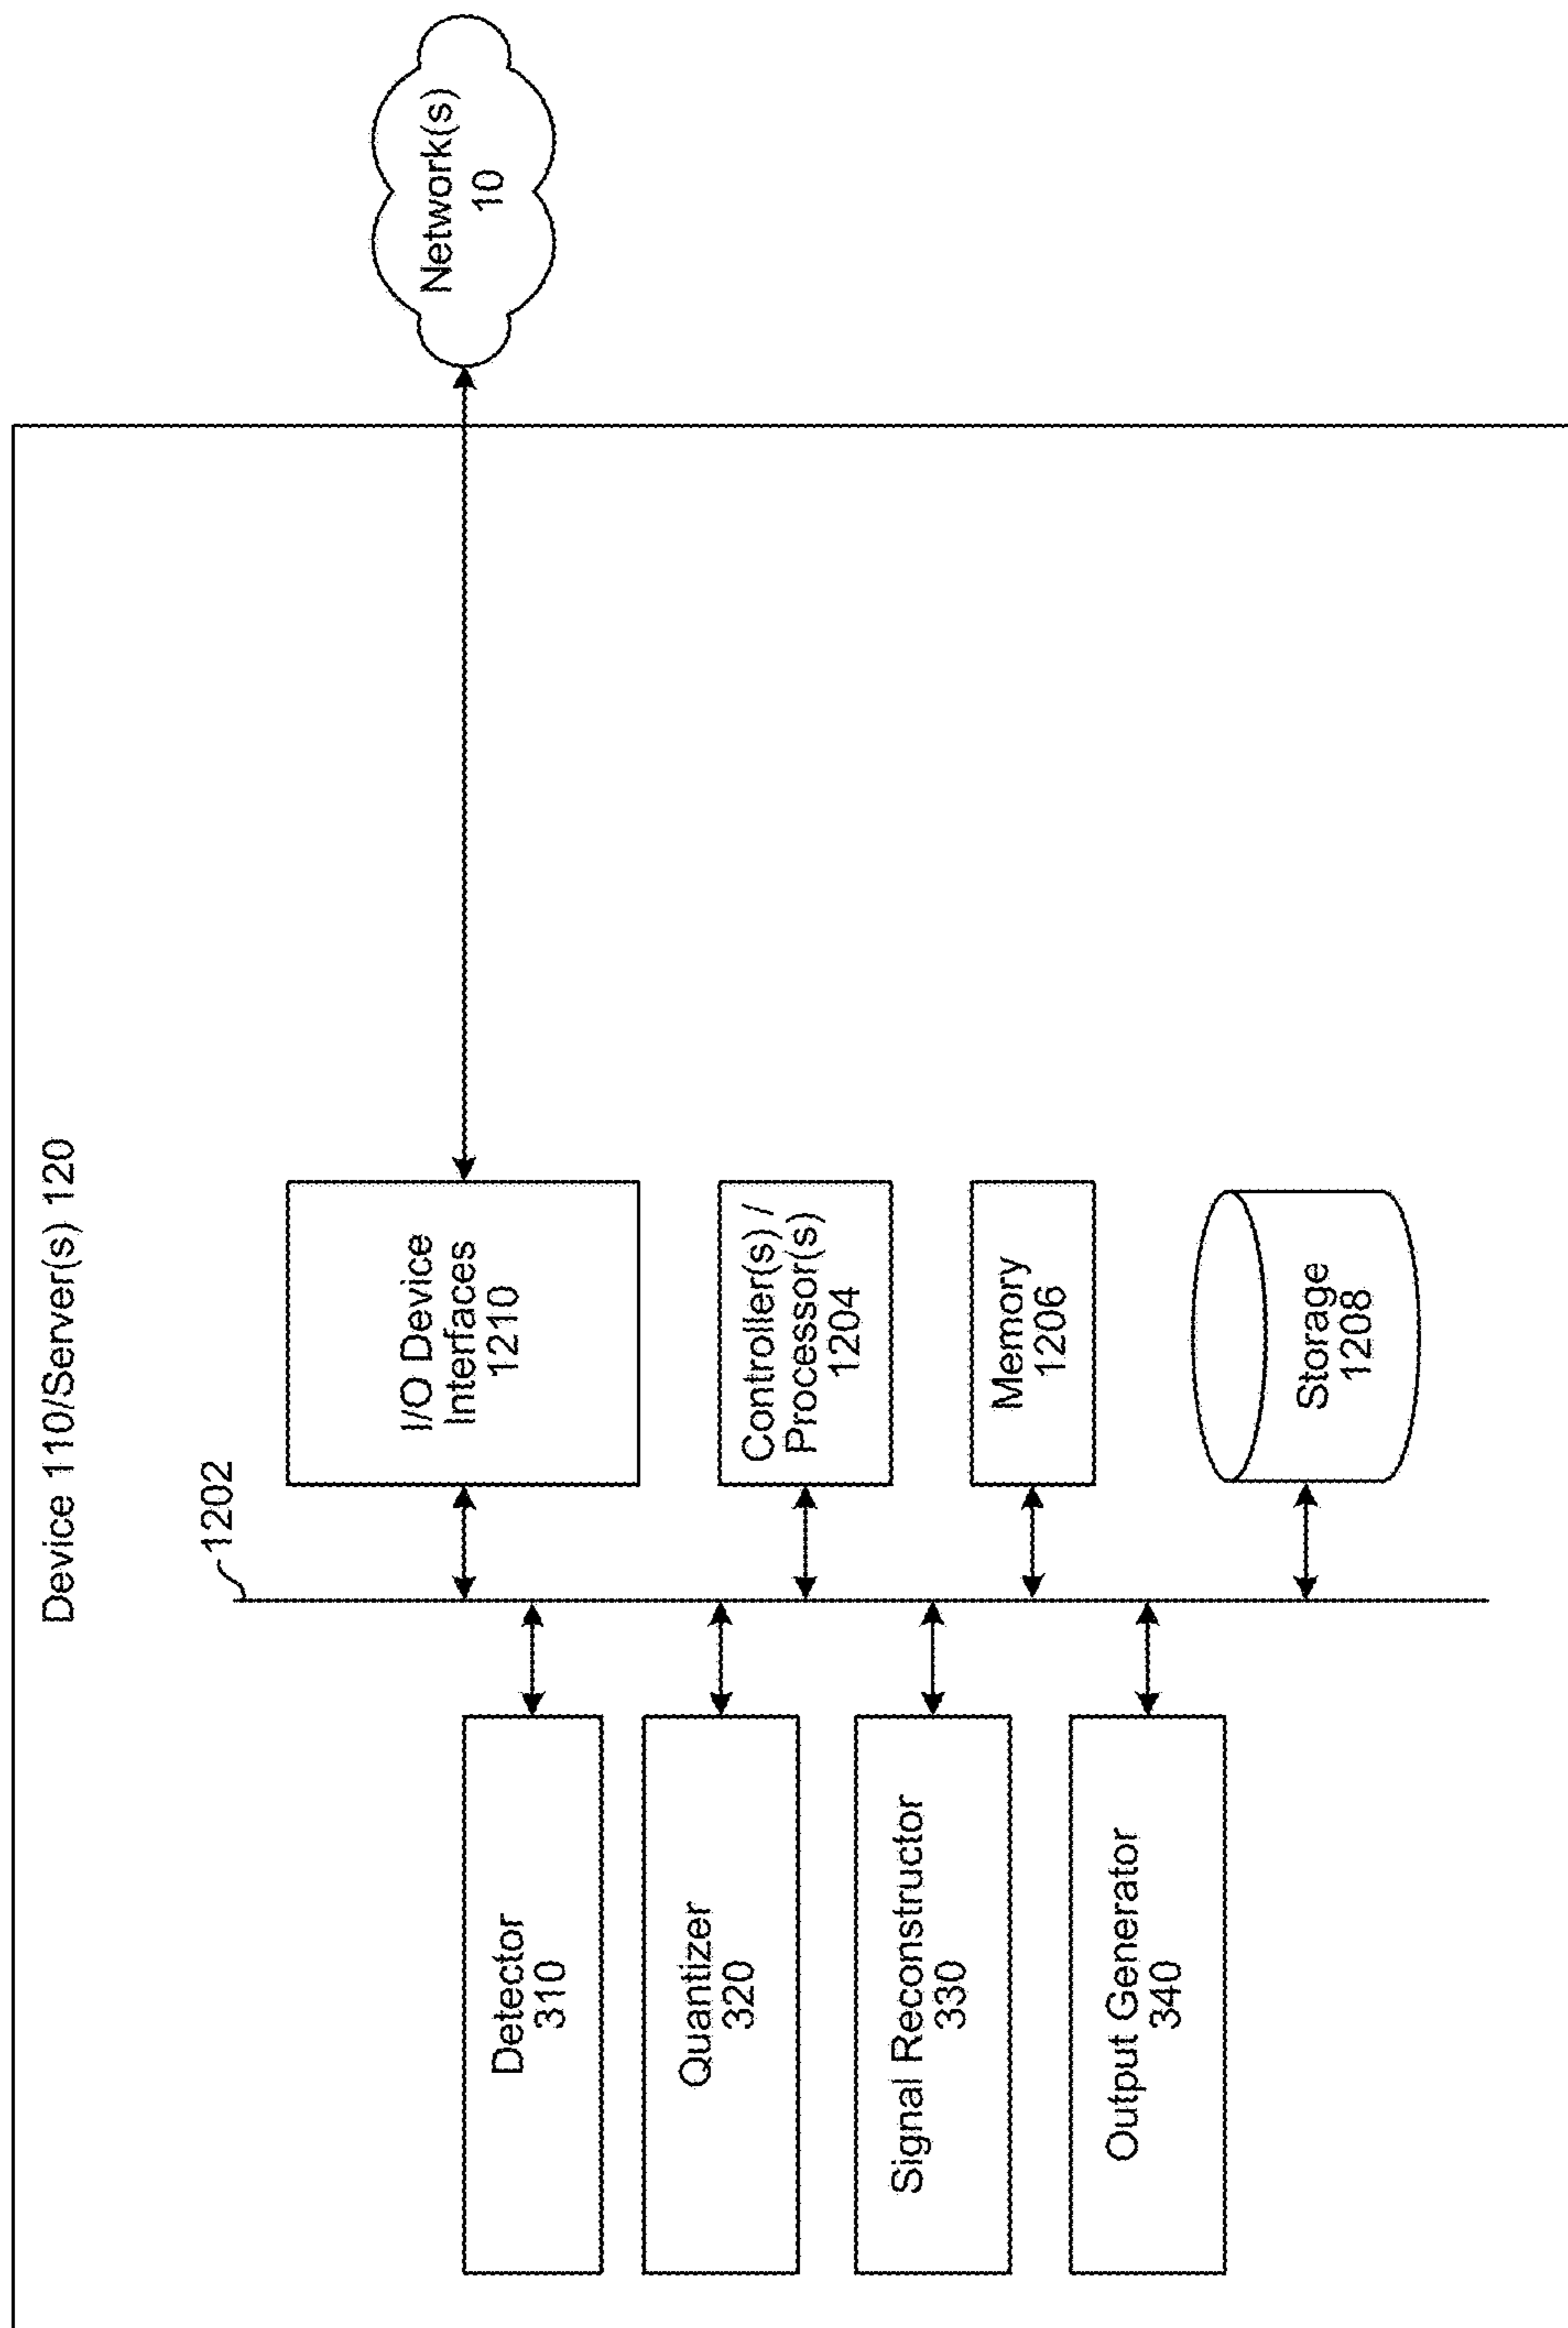 Device 110/Server(s) 120
1202
I/O Device
Interfaces
1210
Network(s)
10
Detector
310
Controller(s) /
Processor(s)
1204
Quantizer
320
Memory
1206
Signal Reconstructor
330
Storage
1208
Output Generator
340